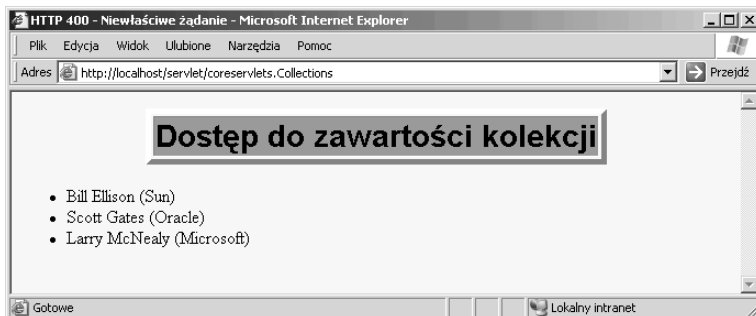 HTTP 400 - Niewłaściwe żądanie - Microsoft Internet Explorer
Plik Edycja Widok Ulubione Narzędzia Pomoc
Adres http://localhost/servlet/coreservlets.Collections Przejdź
Dostęp do zawartości kolekcji
• Bill Ellison (Sun)
• Scott Gates (Oracle)
• Larry McNealy (Microsoft)
Gotowe Lokalny intranet